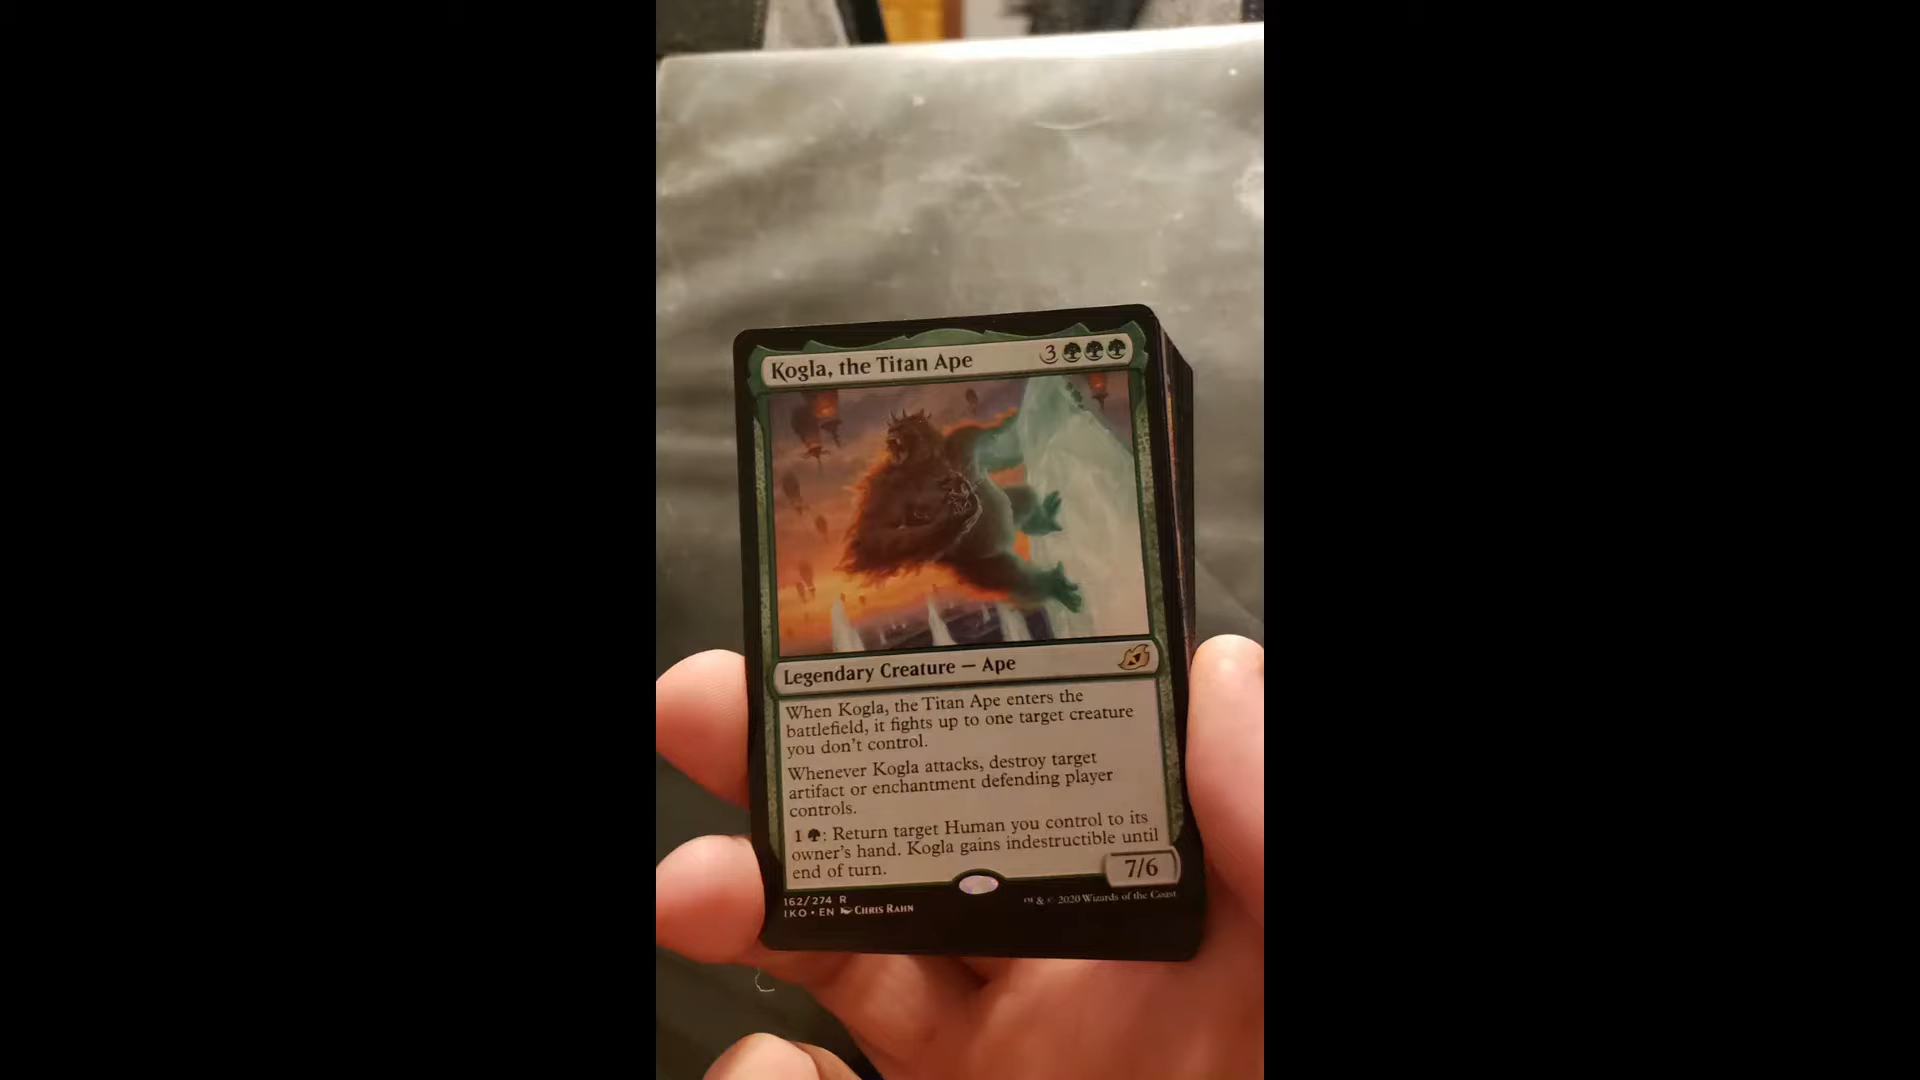 Kogla, the Titan Ape 3
Legendary Creature — Ape
When Kogla, the Titan Ape enters the
battlefield, it fights up to one target creature
you don't control.
Whenever Kogla attacks, destroy target
artifact or enchantment defending player
controls.
1 : Return target Human you control to its
owner's hand. Kogla gains indestructible until
end of turn.
7/6
162/274 R
IKO • EN Chris Rahn
™ & © 2020 Wizards of the Coast